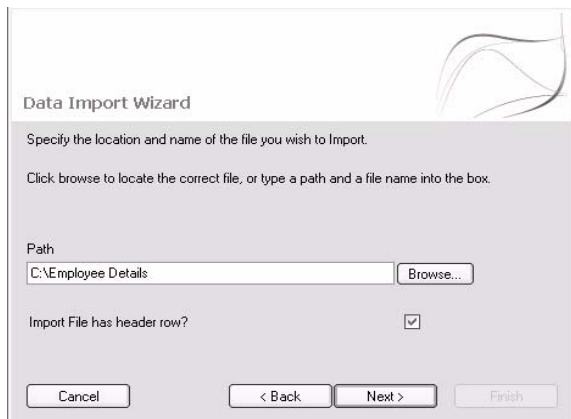 Data Import Wizard
Specify the location and name of the file you wish to Import.
Click browse to locate the correct file, or type a path and a file name into the box.
Path
C:\Employee Details
Browse...
Import File has header row?
Cancel
< Back
Next >
Finish